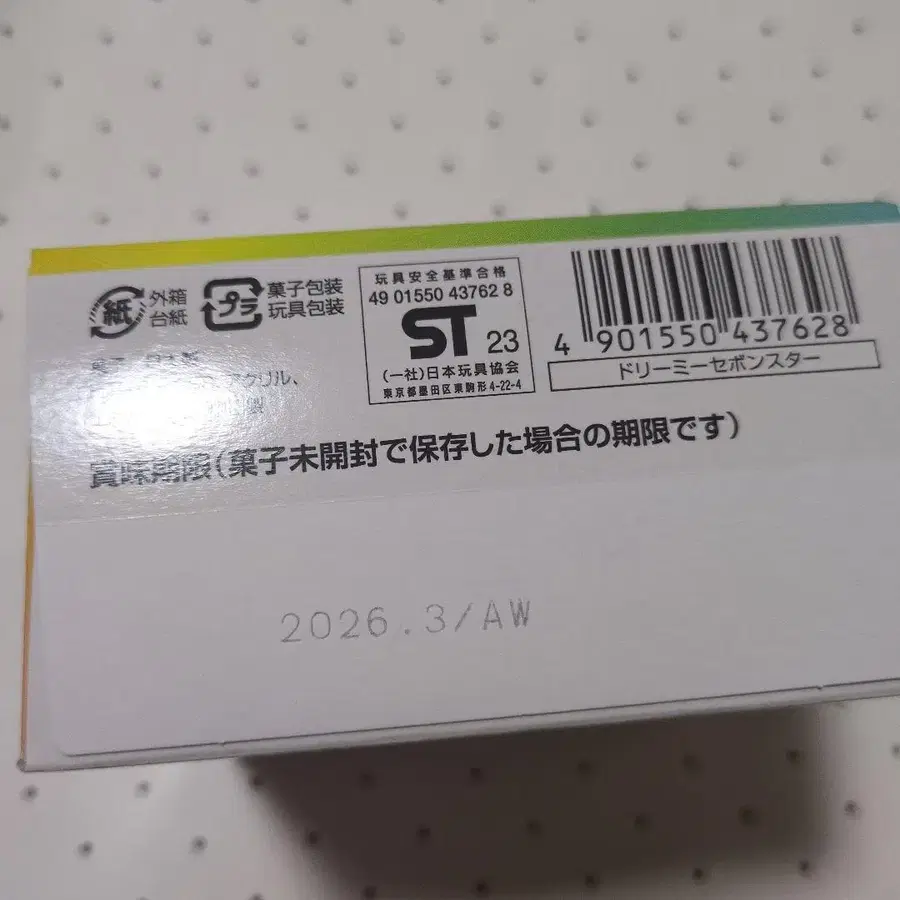 紙
外箱
台紙
プラ
菓子包装
玩具包装
玩具安全基準合格
49 01550 43762 8
ST 23
(一社)日本玩具協会
東京都墨田区東駒形4-22-4
4 901550 437628
ドリーミーセボンスター
クリル、
製
賞味期限(菓子未開封で保存した場合の期限です)
2026.3/AW